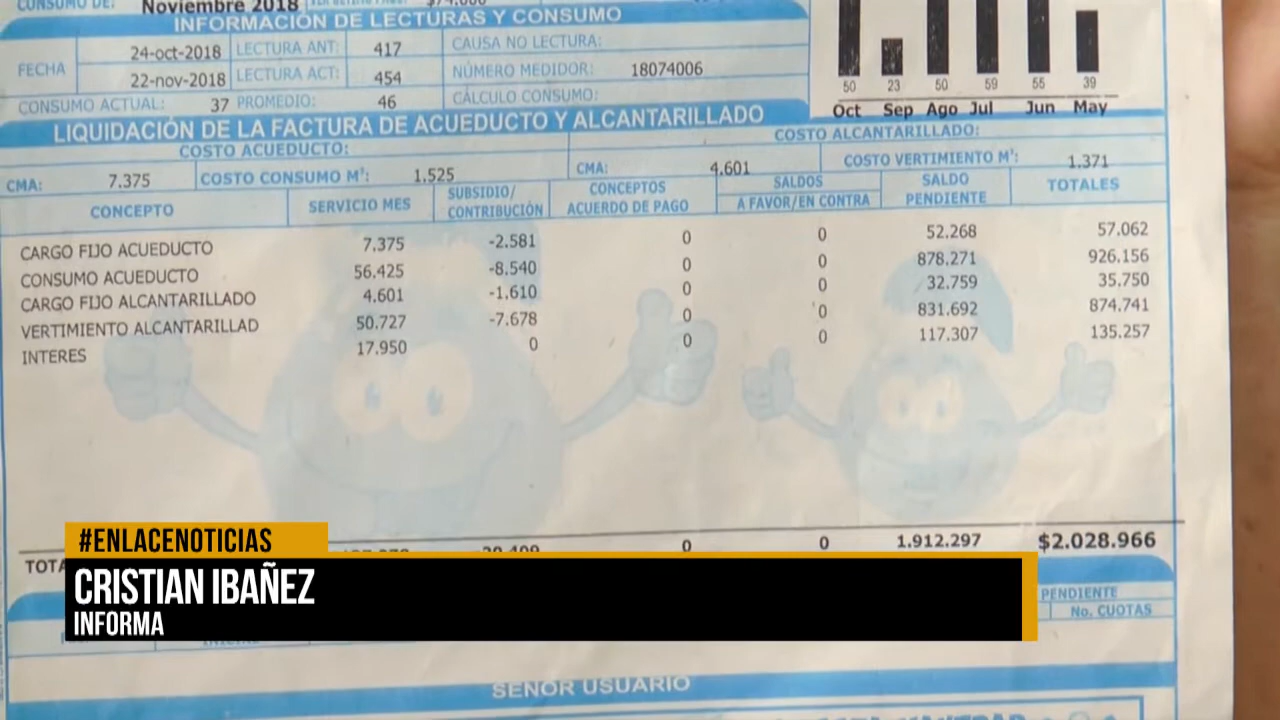 CONSUMO DE: Noviembre 2018
INFORMACIÓN DE LECTURAS Y CONSUMO
FECHA 24-oct-2018 LECTURA ANT: 417 CAUSA NO LECTURA:
22-nov-2018 LECTURA ACT: 454 NÚMERO MEDIDOR: 18074006
CONSUMO ACTUAL: 37 PROMEDIO: 46 CÁLCULO CONSUMO:
50 23 50 59 55 39
Oct Sep Ago Jul Jun May
LIQUIDACIÓN DE LA FACTURA DE ACUEDUCTO Y ALCANTARILLADO
COSTO ACUEDUCTO: COSTO ALCANTARILLADO:
CMA: 7.375 COSTO CONSUMO M³: 1.525 CMA: 4.601 COSTO VERTIMIENTO M³: 1.371
CONCEPTO SERVICIO MES SUBSIDIO/ CONTRIBUCIÓN CONCEPTOS ACUERDO DE PAGO SALDOS A FAVOR/EN CONTRA SALDO PENDIENTE TOTALES
CARGO FIJO ACUEDUCTO 7.375 -2.581 0 0 52.268 57.062
CONSUMO ACUEDUCTO 56.425 -8.540 0 0 878.271 926.156
CARGO FIJO ALCANTARILLADO 4.601 -1.610 0 0 32.759 35.750
VERTIMIENTO ALCANTARILLAD 50.727 -7.678 0 0 831.692 874.741
INTERES 17.950 0 0 0 117.307 135.257
0 0 1.912.297 $2.028.966
#ENLACENOTICIAS
CRISTIAN IBAÑEZ
INFORMA
PENDIENTE
No. CUOTAS
SEÑOR USUARIO